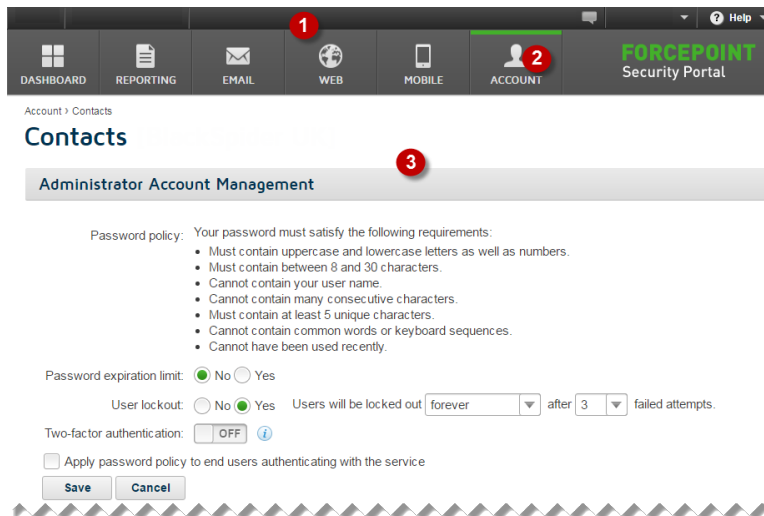 1
Help
DASHBOARD REPORTING EMAIL WEB MOBILE ACCOUNT 2 FORCEPOINT
Security Portal
Account › Contacts
Contacts
3
Administrator Account Management
Password policy: Your password must satisfy the following requirements:
• Must contain uppercase and lowercase letters as well as numbers.
• Must contain between 8 and 30 characters.
• Cannot contain your user name.
• Cannot contain many consecutive characters.
• Must contain at least 5 unique characters.
• Cannot contain common words or keyboard sequences.
• Cannot have been used recently.
Password expiration limit: No Yes
User lockout: No Yes Users will be locked out forever after 3 failed attempts.
Two-factor authentication: OFF i
Apply password policy to end users authenticating with the service
Save Cancel